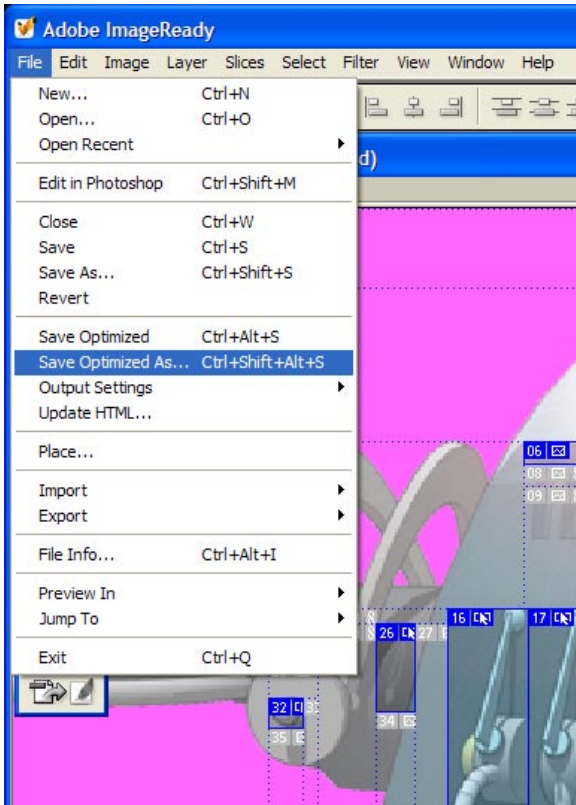 Adobe ImageReady
File Edit Image Layer Slices Select Filter View Window Help
New... Ctrl+N
Open... Ctrl+O
Open Recent
d)
Edit in Photoshop Ctrl+Shift+M
Close Ctrl+W
Save Ctrl+S
Save As... Ctrl+Shift+S
Revert
Save Optimized Ctrl+Alt+S
Save Optimized As... Ctrl+Shift+Alt+S
Output Settings
Update HTML...
Place...
06
08
Import
09
Export
File Info... Ctrl+Alt+I
Preview In
Jump To
16 17
26 27
Exit Ctrl+Q
32
34
35